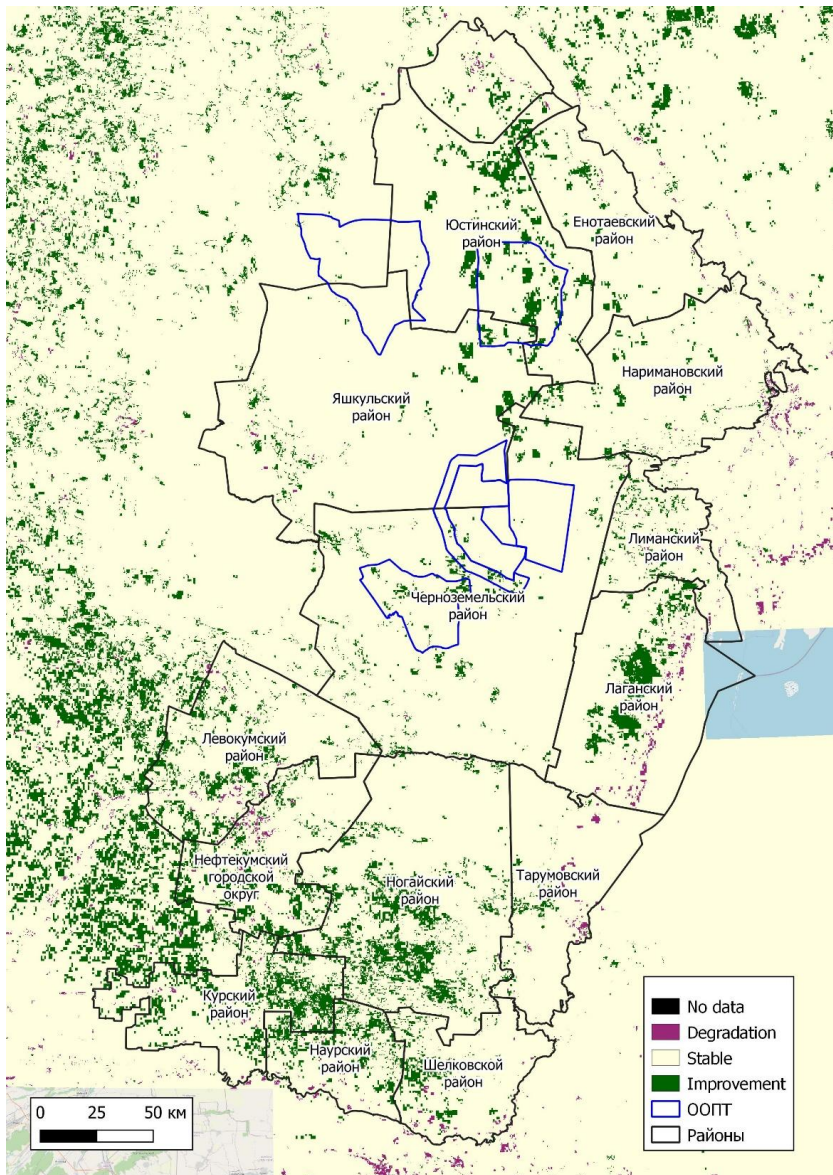 Юстинский
район
Енотаевский
район
Наримановский
район
Яшкульский
район
Лиманский
район
Черноземельский
район
Лаганский
район
Левокумский
район
Нефтекумский
городской
округ
Ногайский
район
Тарумовский
район
Курский
район
Наурский
район
Шелковской
район
No data
Degradation
Stable
Improvement
ООПТ
Районы
0 25 50 км